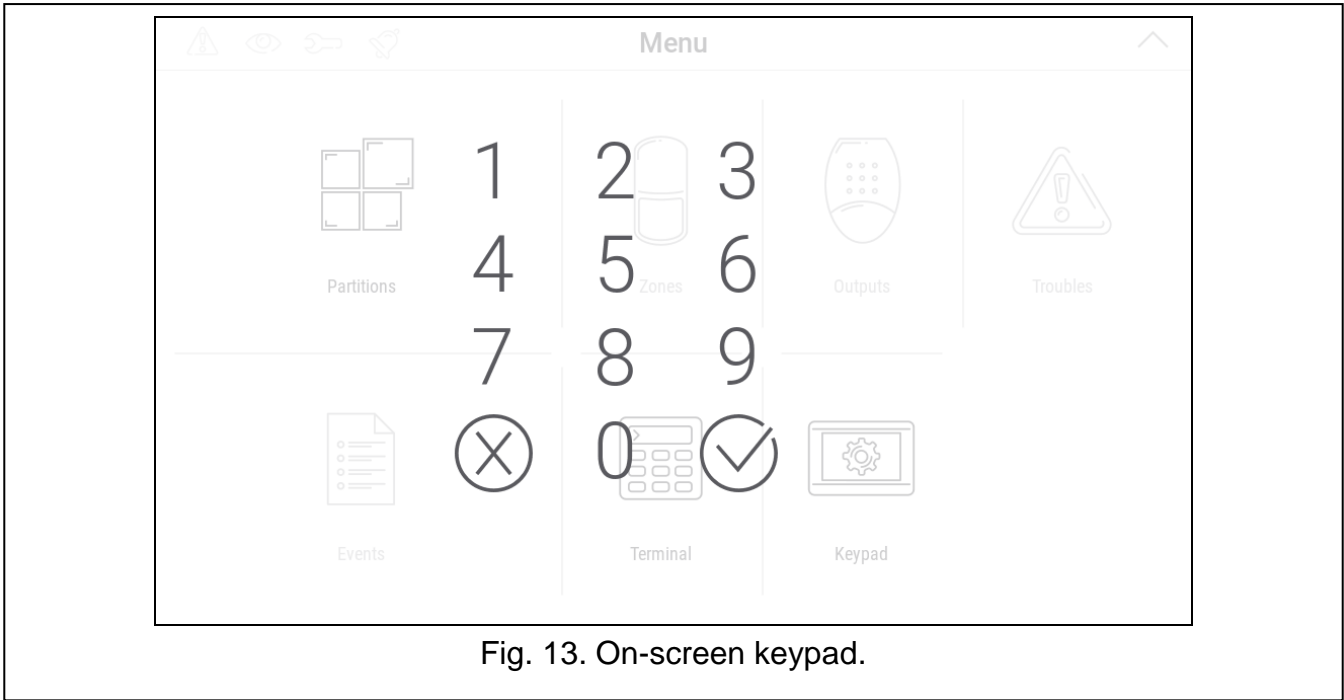 Menu
1 2 3
4 5 6
Partitions Zones Outputs Troubles
7 8 9
0
Events Terminal Keypad
Fig. 13. On-screen keypad.